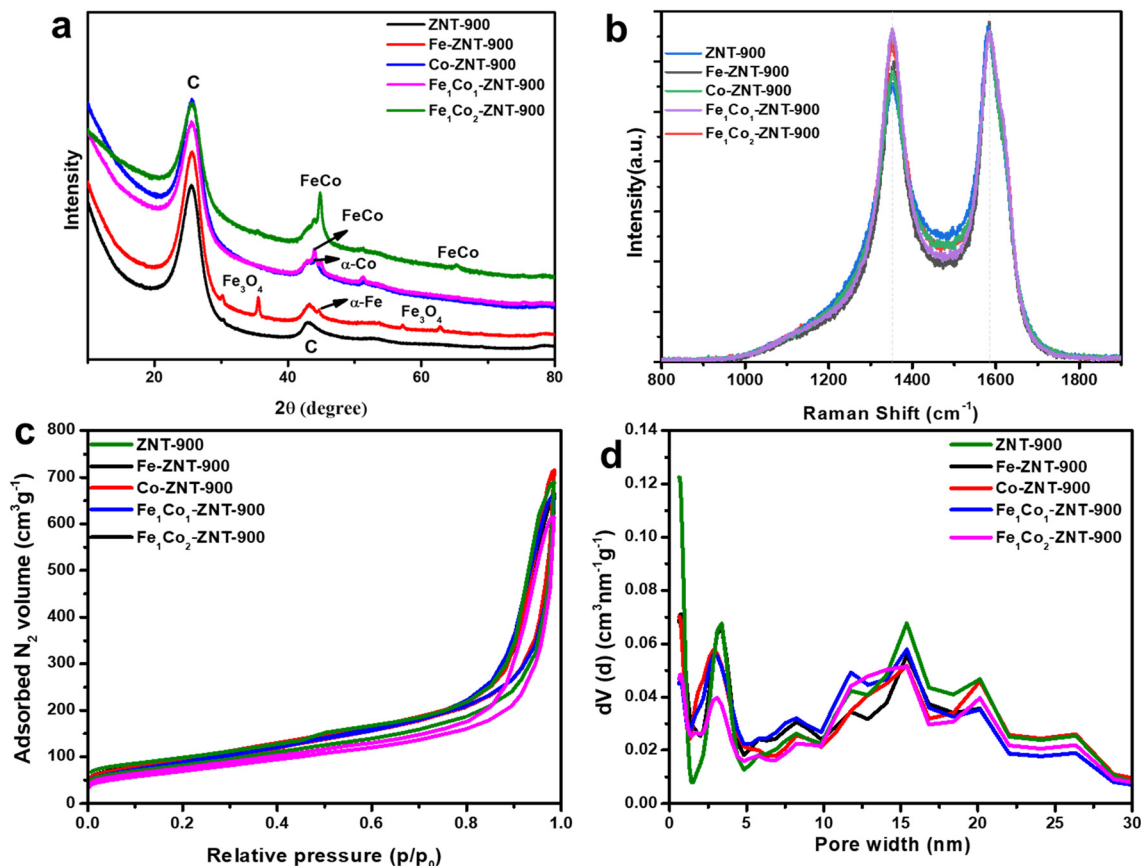 a
ZNT-900
Fe-ZNT-900
Co-ZNT-900
Fe₁Co₁-ZNT-900
Fe₁Co₂-ZNT-900
C
FeCo
FeCo
α-Co
FeCo
Fe₃O₄
α-Fe
Fe₃O₄
C
Intensity
20 40 60 80
2θ (degree)
b
ZNT-900
Fe-ZNT-900
Co-ZNT-900
Fe₁Co₁-ZNT-900
Fe₁Co₂-ZNT-900
Intensity(a.u.)
800 1000 1200 1400 1600 1800
Raman Shift (cm⁻¹)
c
ZNT-900
Fe-ZNT-900
Co-ZNT-900
Fe₁Co₁-ZNT-900
Fe₁Co₂-ZNT-900
Adsorbed N₂ volume (cm³g⁻¹)
800
700
600
500
400
300
200
100
0
0.0 0.2 0.4 0.6 0.8 1.0
Relative pressure (p/p₀)
d
ZNT-900
Fe-ZNT-900
Co-ZNT-900
Fe₁Co₁-ZNT-900
Fe₁Co₂-ZNT-900
dV (d) (cm³nm⁻¹g⁻¹)
0.14
0.12
0.10
0.08
0.06
0.04
0.02
0.00
0 5 10 15 20 25 30
Pore width (nm)